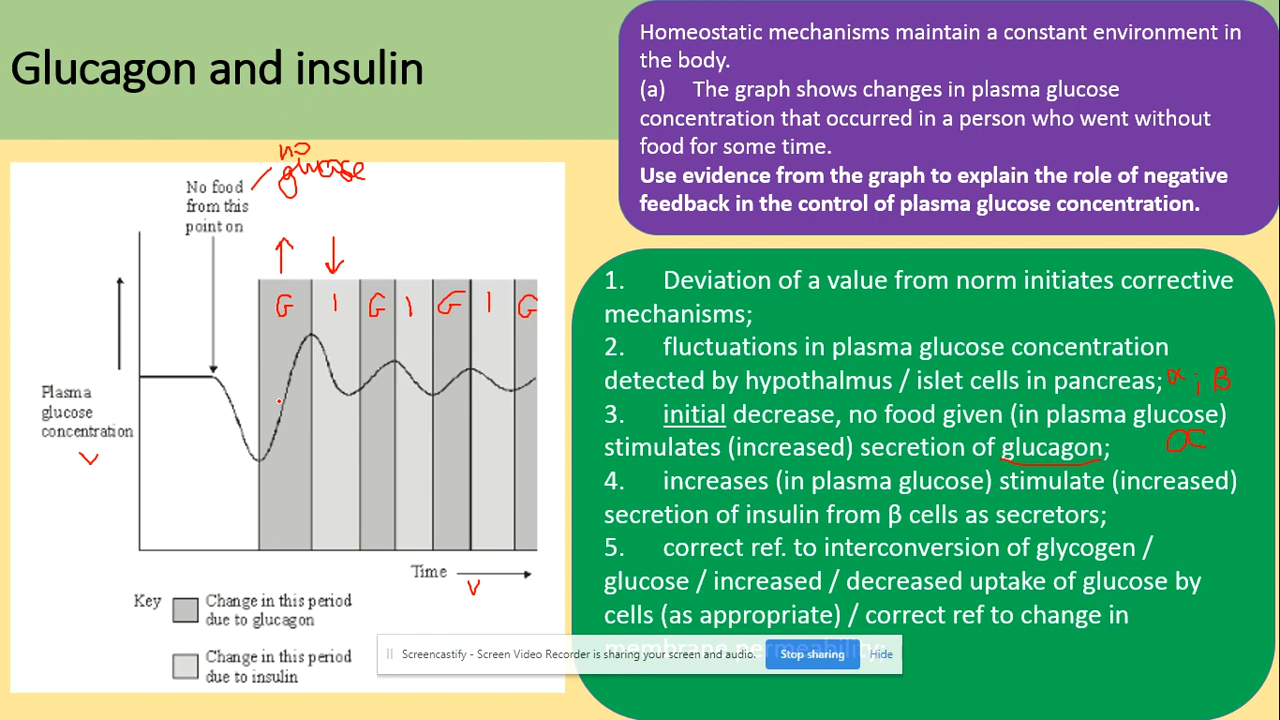 Glucagon and insulin
Homeostatic mechanisms maintain a constant environment in
the body.
(a) The graph shows changes in plasma glucose
concentration that occurred in a person who went without
food for some time.
Use evidence from the graph to explain the role of negative
feedback in the control of plasma glucose concentration.
no
glucose
No food
from this
point on
G I G I G I G
Plasma
glucose
concentration
Time
Key
Change in this period
due to glucagon
Change in this period
due to insulin
1. Deviation of a value from norm initiates corrective
mechanisms;
2. fluctuations in plasma glucose concentration
detected by hypothalmus / islet cells in pancreas; α ; β
3. initial decrease, no food given (in plasma glucose)
stimulates (increased) secretion of glucagon; α
4. increases (in plasma glucose) stimulate (increased)
secretion of insulin from β cells as secretors;
5. correct ref. to interconversion of glycogen /
glucose / increased / decreased uptake of glucose by
cells (as appropriate) / correct ref to change in
membrane permeability;
Screencastify - Screen Video Recorder is sharing your screen and audio. Stop sharing Hide